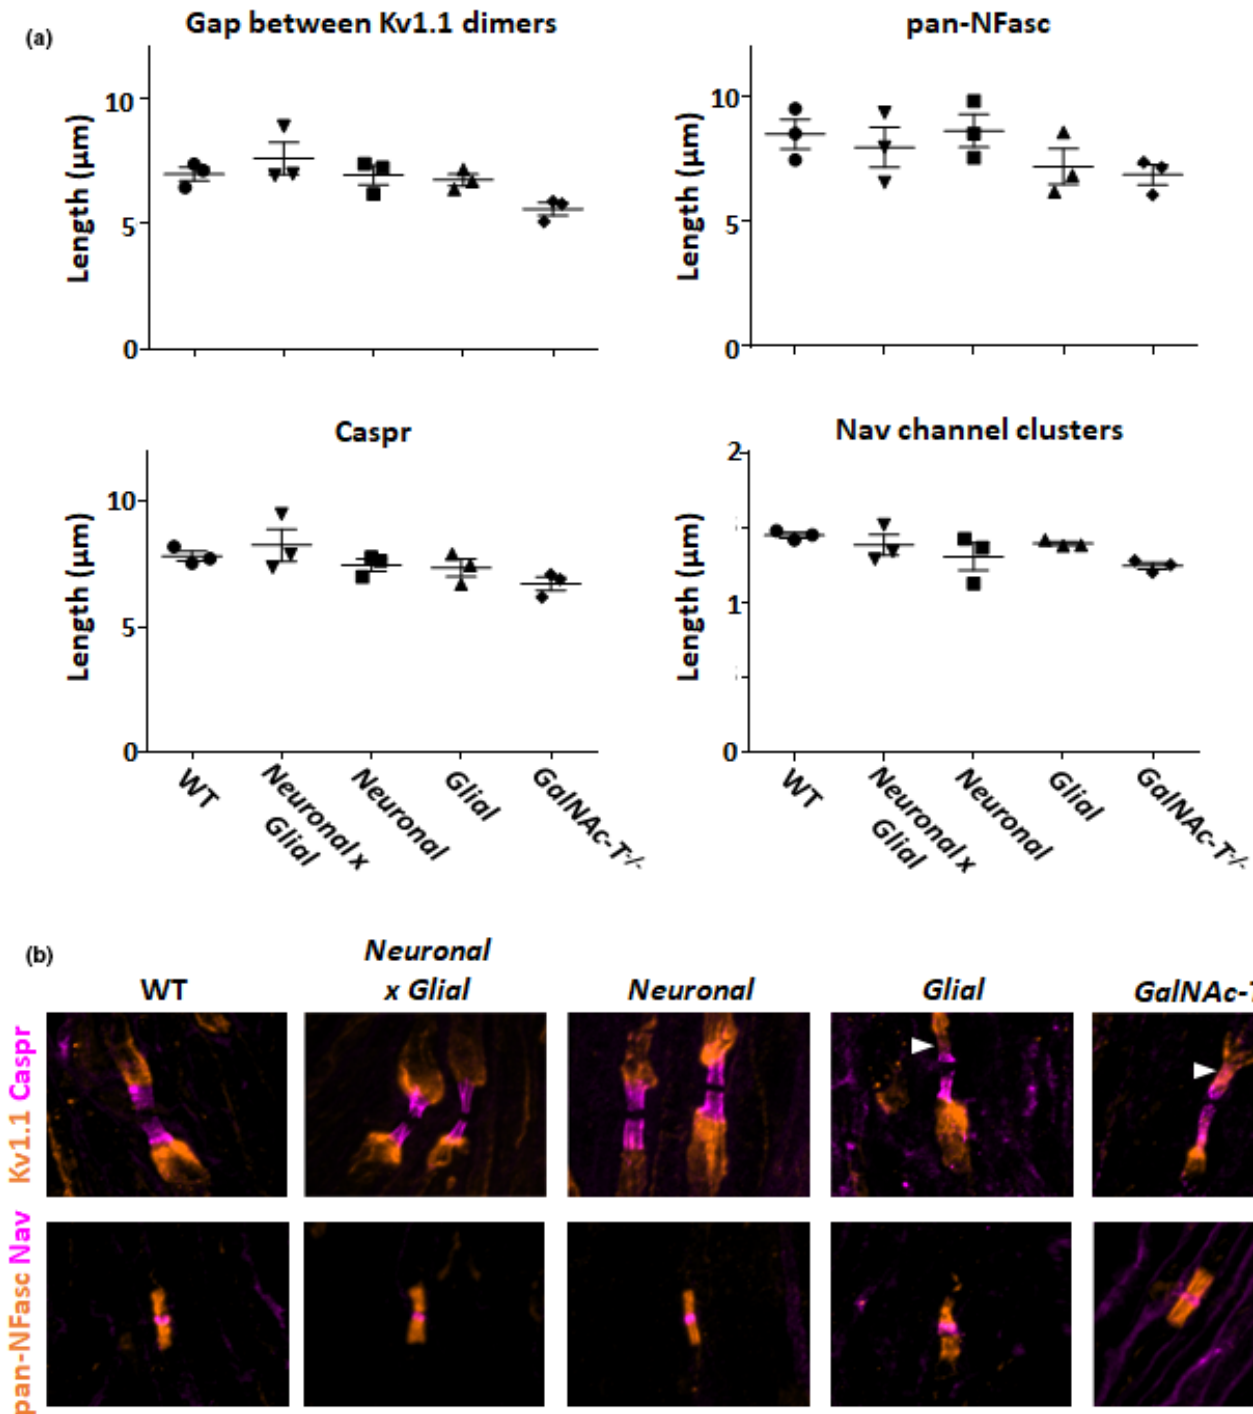 (a)
Gap between Kv1.1 dimers
Length (µm)
10
5
0
pan-NFasc
Length (µm)
10
5
0
Caspr
Length (µm)
10
5
0
WT
Neuronal x
Glial
Neuronal
Glial
GalNAc-T-/-
Nav channel clusters
Length (µm)
2
1
0
WT
Neuronal x
Glial
Neuronal
Glial
GalNAc-T-/-
(b)
WT
Neuronal
x Glial
Neuronal
Glial
GalNAc-T
Kv1.1 Caspr
pan-NFasc Nav